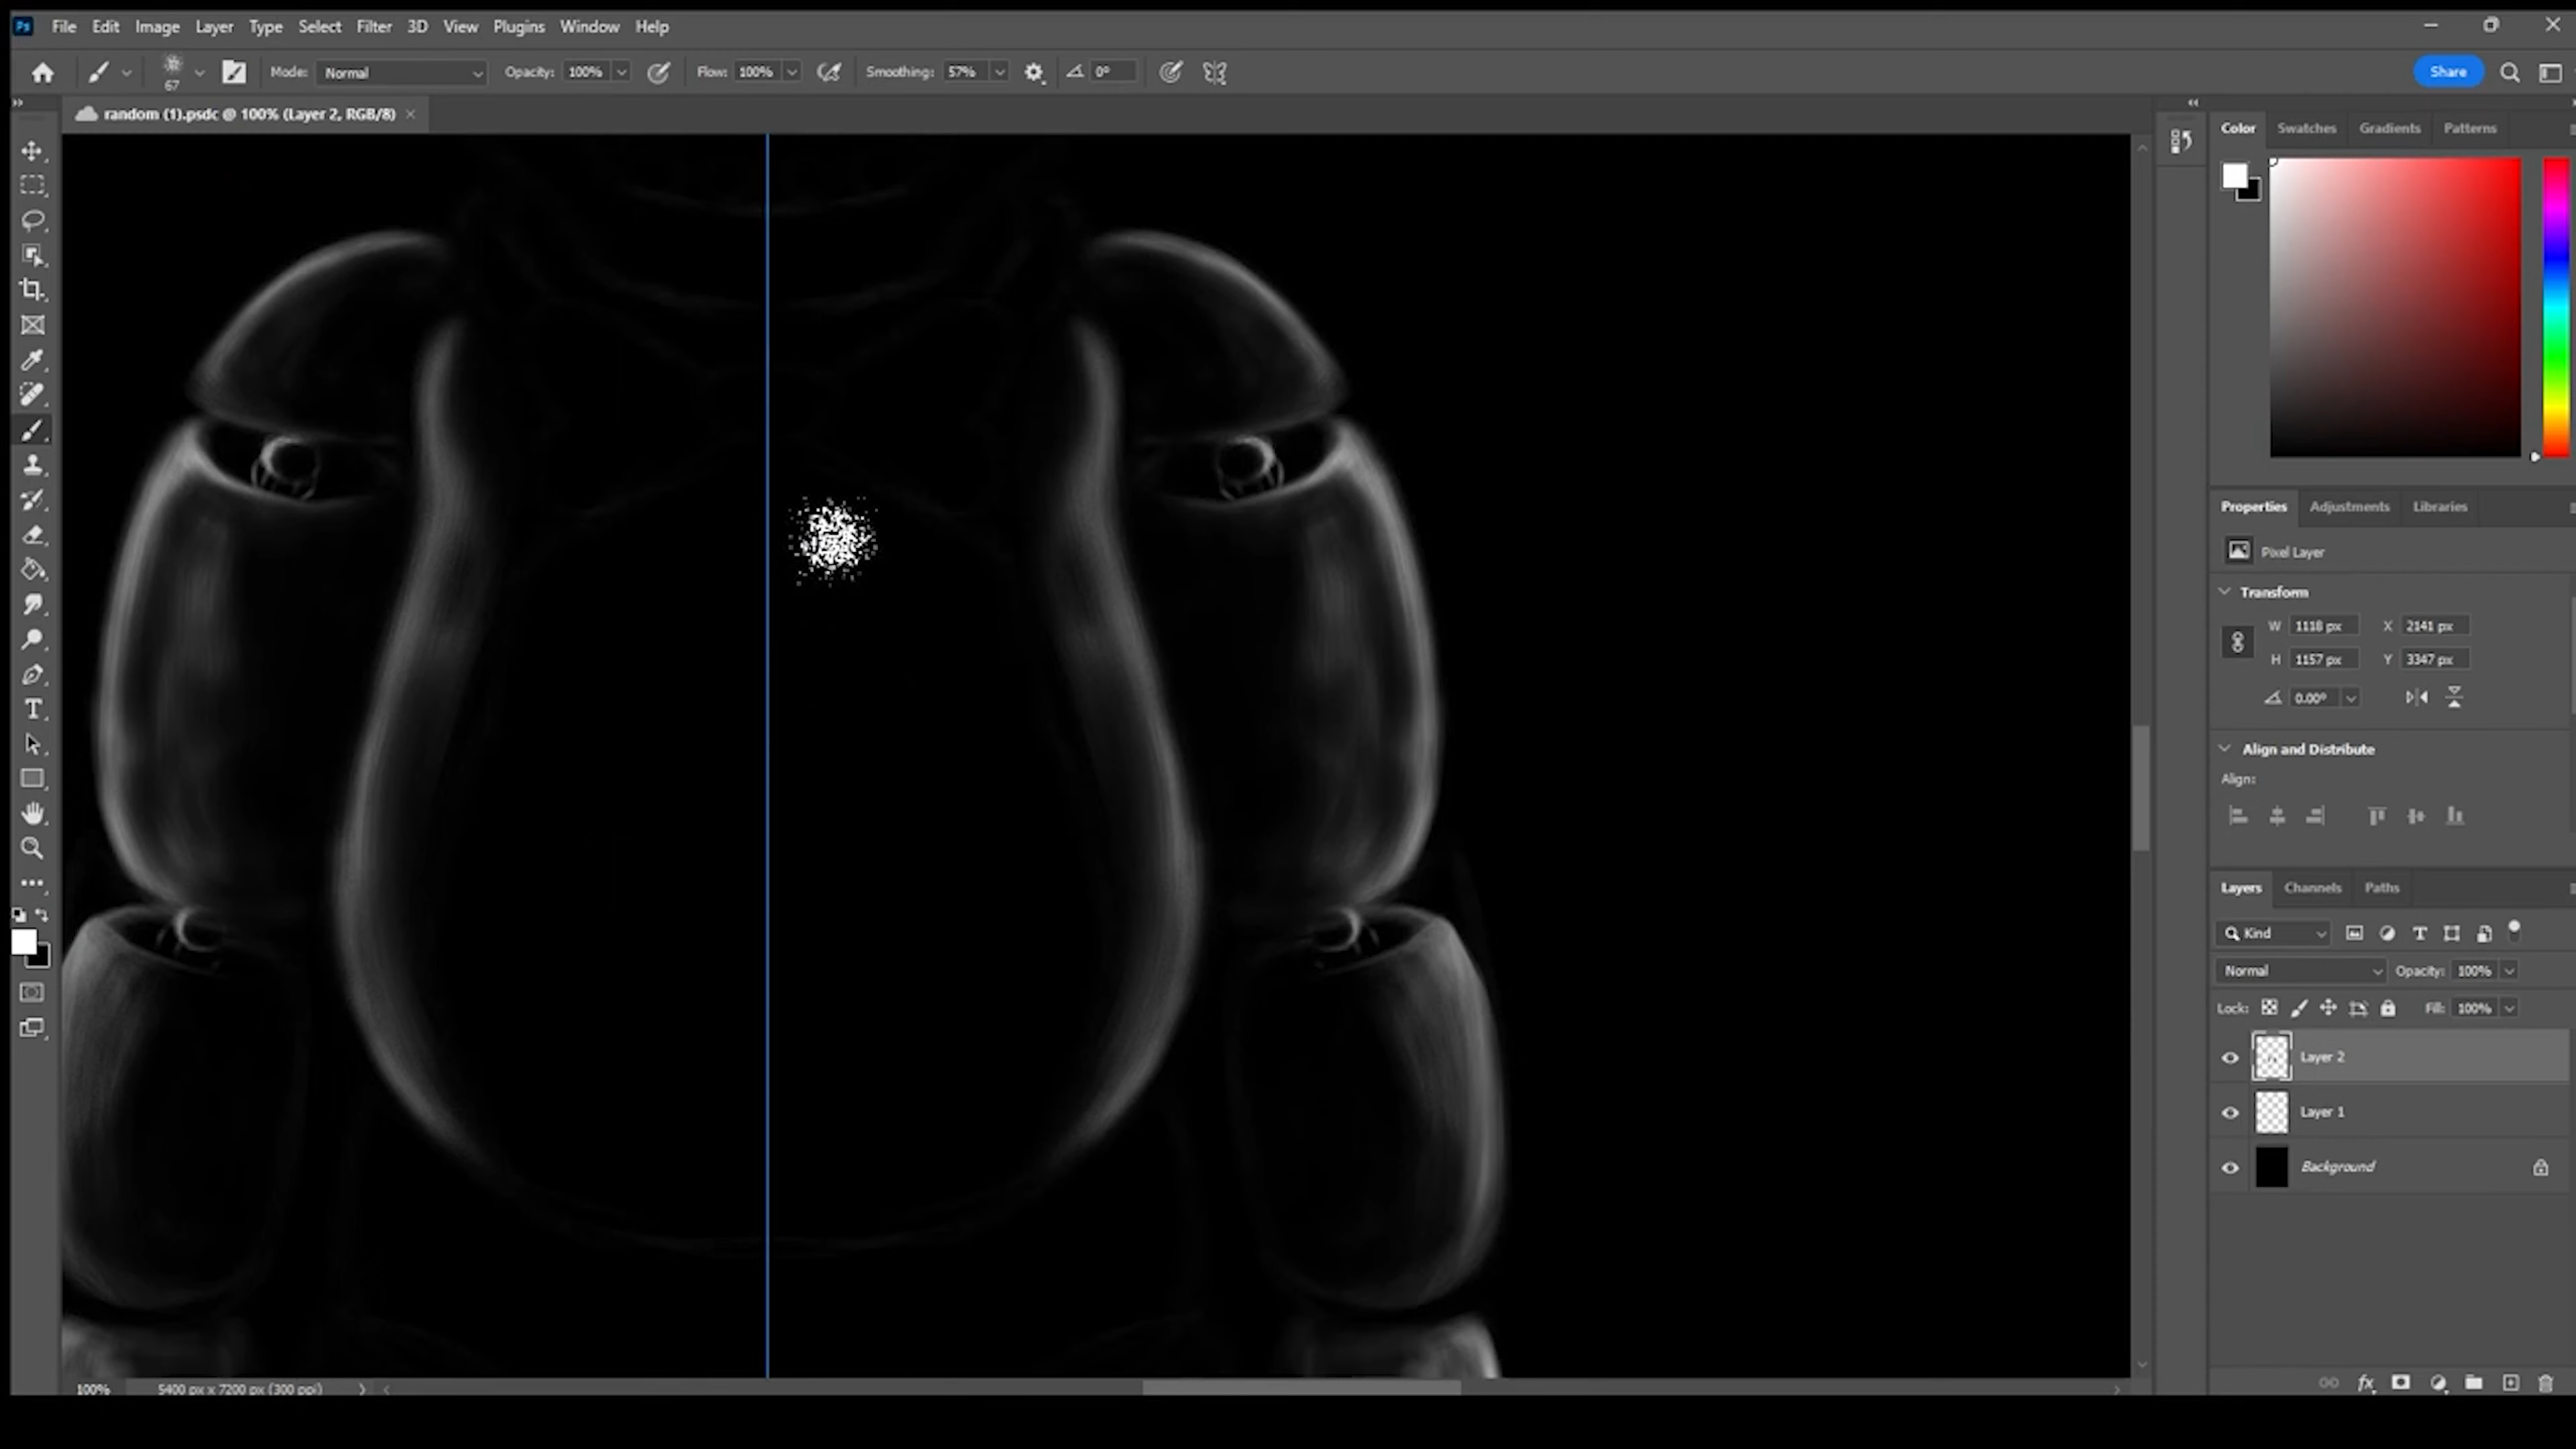 Ps File Edit Image Layer Type Select Filter 3D View Plugins Window Help
67 Mode: Normal Opacity: 100% Flow: 100% Smoothing: 57% 0° Share
random (1).psdc @ 100% (Layer 2, RGB/8)
Color Swatches Gradients Patterns
Properties Adjustments Libraries
Pixel Layer
Transform
W 1118 px X 2141 px
H 1157 px Y 3347 px
0.00°
Align and Distribute
Align:
Layers Channels Paths
Kind
Normal Opacity: 100%
Lock: Fill: 100%
Layer 2
Layer 1
Background
100% 5400 px x 7200 px (300 ppi)